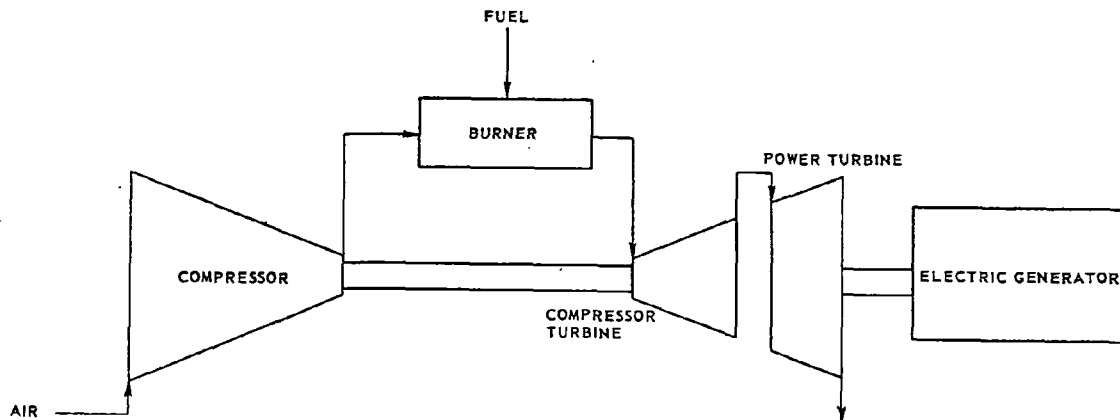 FUEL
BURNER
POWER TURBINE
COMPRESSOR
ELECTRIC GENERATOR
COMPRESSOR
TURBINE
AIR